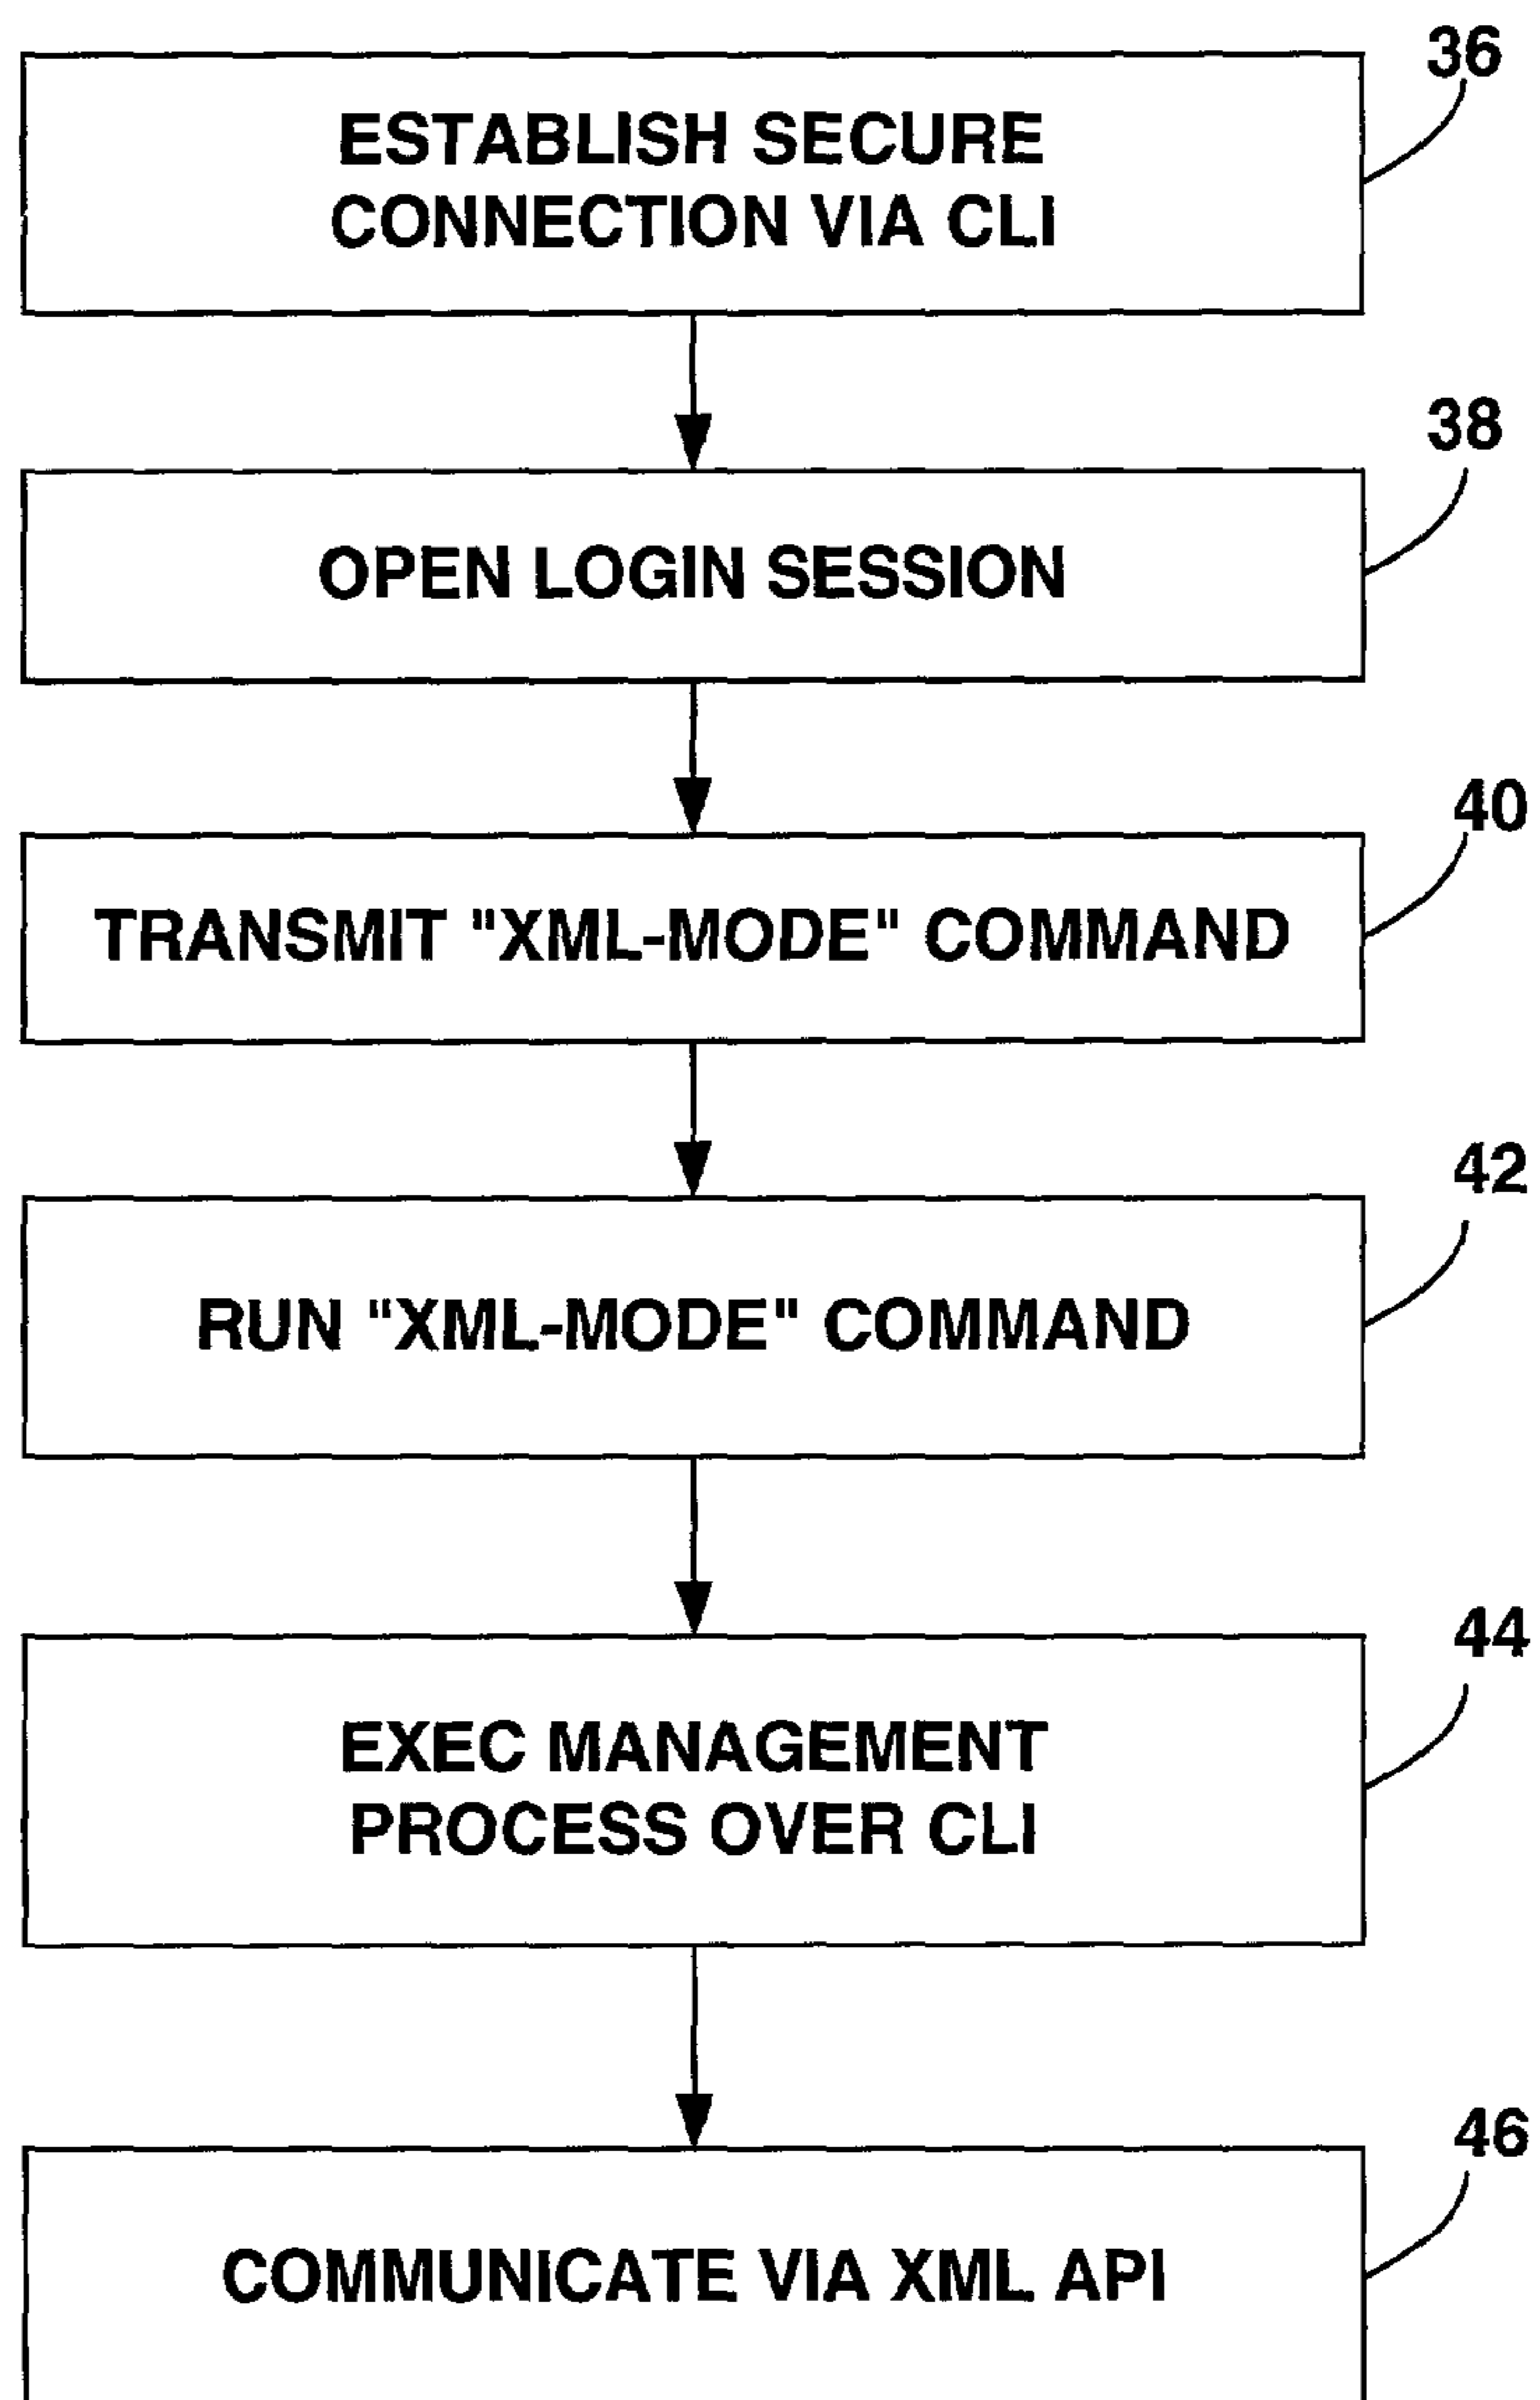 36
ESTABLISH SECURE
CONNECTION VIA CLI
38
OPEN LOGIN SESSION
40
TRANSMIT "XML-MODE" COMMAND
42
RUN "XML-MODE" COMMAND
44
EXEC MANAGEMENT
PROCESS OVER CLI
46
COMMUNICATE VIA XML API